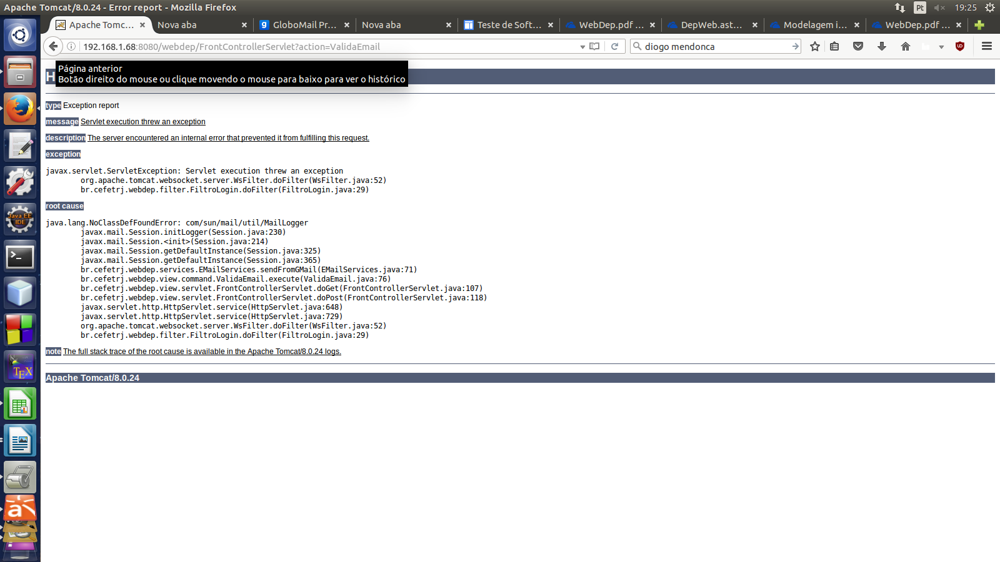 Apache Tomcat/8.0.24 - Error report - Mozilla Firefox
Pt
19:25
Apache Tomc...
Nova aba
g
GloboMail Pr...
Nova aba
Teste de Soft...
WebDep.pdf ...
DepWeb.ast...
Modelagem i...
WebDep.pdf ...
192.168.1.68:8080/webdep/FrontControllerServlet?action=ValidaEmail
diogo mendonca
Página anterior
Botão direito do mouse ou clique movendo o mouse para baixo para ver o histórico
type Exception report
message Servlet execution threw an exception
description The server encountered an internal error that prevented it from fulfilling this request.
exception
javax.servlet.ServletException: Servlet execution threw an exception
org.apache.tomcat.websocket.server.WsFilter.doFilter(WsFilter.java:52)
br.cefetrj.webdep.filter.FiltroLogin.doFilter(FiltroLogin.java:29)
root cause
java.lang.NoClassDefFoundError: com/sun/mail/util/MailLogger
javax.mail.Session.initLogger(Session.java:230)
javax.mail.Session.<init>(Session.java:214)
javax.mail.Session.getDefaultInstance(Session.java:325)
javax.mail.Session.getDefaultInstance(Session.java:365)
br.cefetrj.webdep.services.EMailServices.sendFromGMail(EMailServices.java:71)
br.cefetrj.webdep.view.command.ValidaEmail.execute(ValidaEmail.java:76)
br.cefetrj.webdep.view.servlet.FrontControllerServlet.doGet(FrontControllerServlet.java:107)
br.cefetrj.webdep.view.servlet.FrontControllerServlet.doPost(FrontControllerServlet.java:118)
javax.servlet.http.HttpServlet.service(HttpServlet.java:648)
javax.servlet.http.HttpServlet.service(HttpServlet.java:729)
org.apache.tomcat.websocket.server.WsFilter.doFilter(WsFilter.java:52)
br.cefetrj.webdep.filter.FiltroLogin.doFilter(FiltroLogin.java:29)
note The full stack trace of the root cause is available in the Apache Tomcat/8.0.24 logs.
Apache Tomcat/8.0.24
Java EE
IDE
TEX